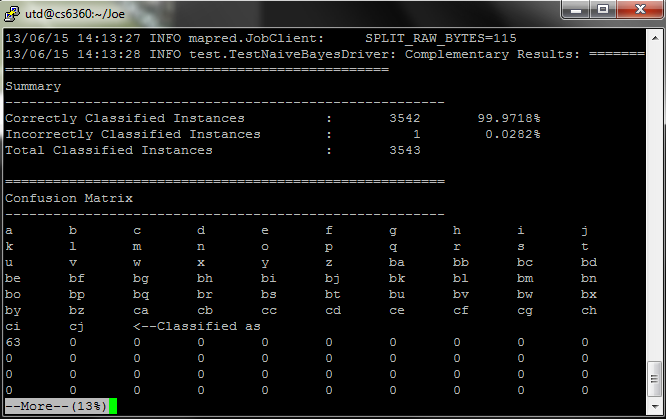 utd@cs6360:~/Joe
13/06/15 14:13:27 INFO mapred.JobClient:     SPLIT_RAW_BYTES=115
13/06/15 14:13:28 INFO test.TestNaiveBayesDriver: Complementary Results: =======
================================================
Summary
-------------------------------------------------------
Correctly Classified Instances          :       3542       99.9718%
Incorrectly Classified Instances        :          1        0.0282%
Total Classified Instances              :       3543

=======================================================
Confusion Matrix
-------------------------------------------------------
a       b       c       d       e       f       g       h       i       j
k       l       m       n       o       p       q       r       s       t
u       v       w       x       y       z       ba      bb      bc      bd
be      bf      bg      bh      bi      bj      bk      bl      bm      bn
bo      bp      bq      br      bs      bt      bu      bv      bw      bx
by      bz      ca      cb      cc      cd      ce      cf      cg      ch
ci      cj      <--Classified as
63      0       0       0       0       0       0       0       0       0
0       0       0       0       0       0       0       0       0       0
0       0       0       0       0       0       0       0       0       0
0       0       0       0       0       0       0       0       0       0
--More--(13%)